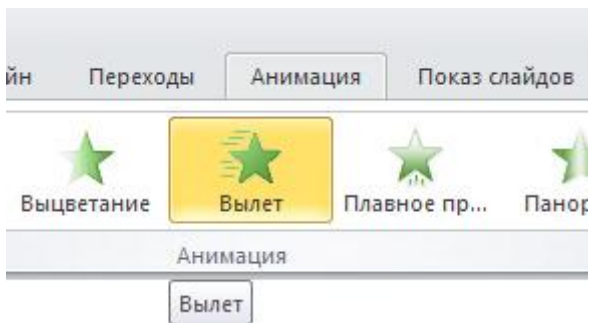 йн Переходы Анимация Показ слайдов
Выцветание Вылет Плавное пр... Панор
Анимация
Вылет